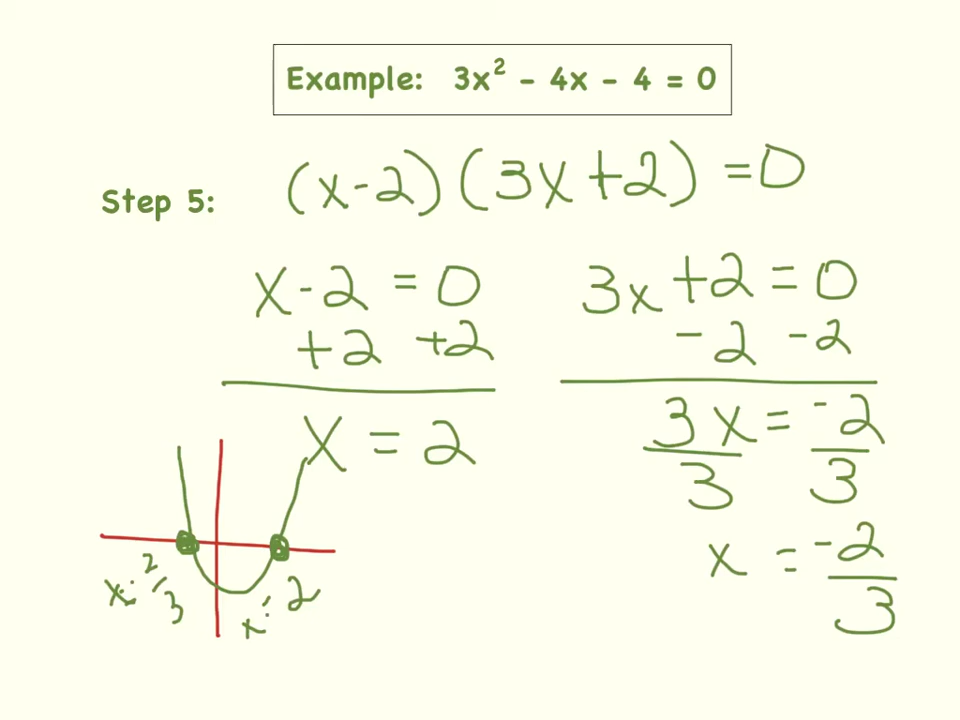 Example: 3x² - 4x - 4 = 0
Step 5: (x-2)(3x+2) = 0
x - 2 = 0
+2 +2
x = 2
3x + 2 = 0
- 2 - 2
3x = -2
3 3
x = -2
3
x: 2/3
x: 2